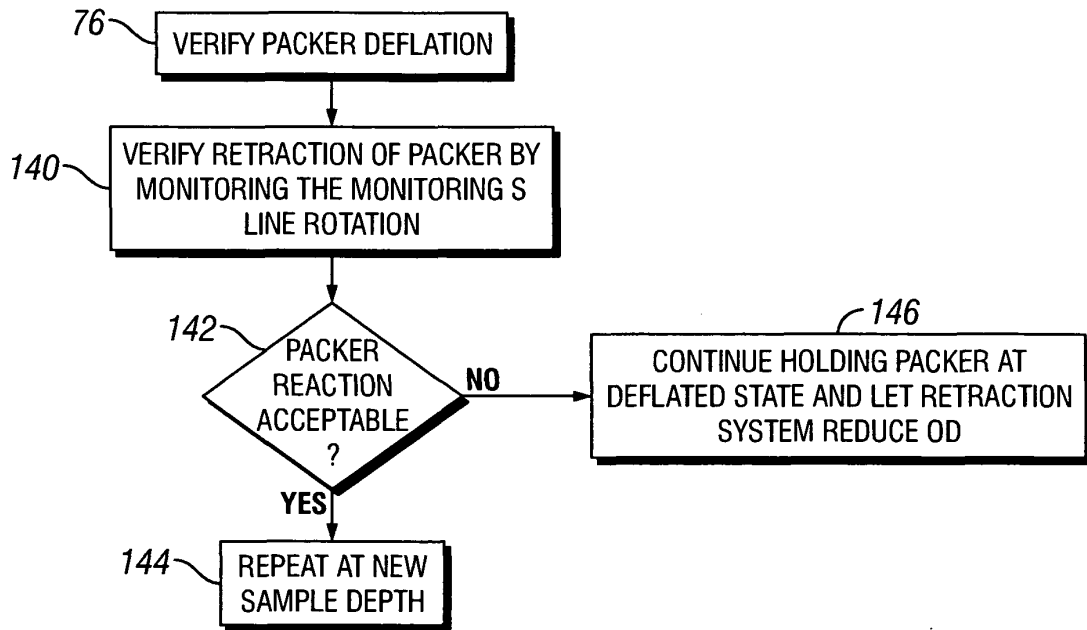 76
VERIFY PACKER DEFLATION
140
VERIFY RETRACTION OF PACKER BY
MONITORING THE MONITORING S
LINE ROTATION
142
PACKER
REACTION
ACCEPTABLE
?
NO
146
CONTINUE HOLDING PACKER AT
DEFLATED STATE AND LET RETRACTION
SYSTEM REDUCE OD
YES
144
REPEAT AT NEW
SAMPLE DEPTH